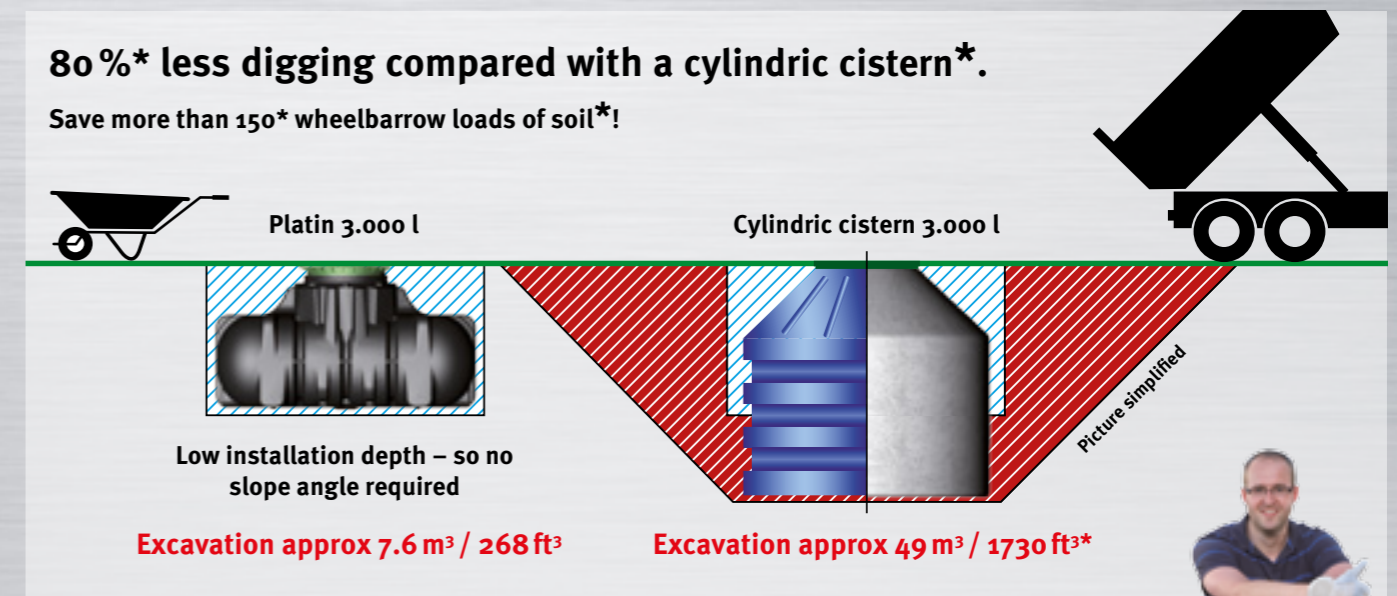 80 %* less digging compared with a cylindric cistern*.
Save more than 150* wheelbarrow loads of soil*!
Platin 3.000 l
Cylindric cistern 3.000 l
Picture simplified
Low installation depth – so no
slope angle required
Excavation approx 7.6 m³ / 268 ft³
Excavation approx 49 m³ / 1730 ft³*